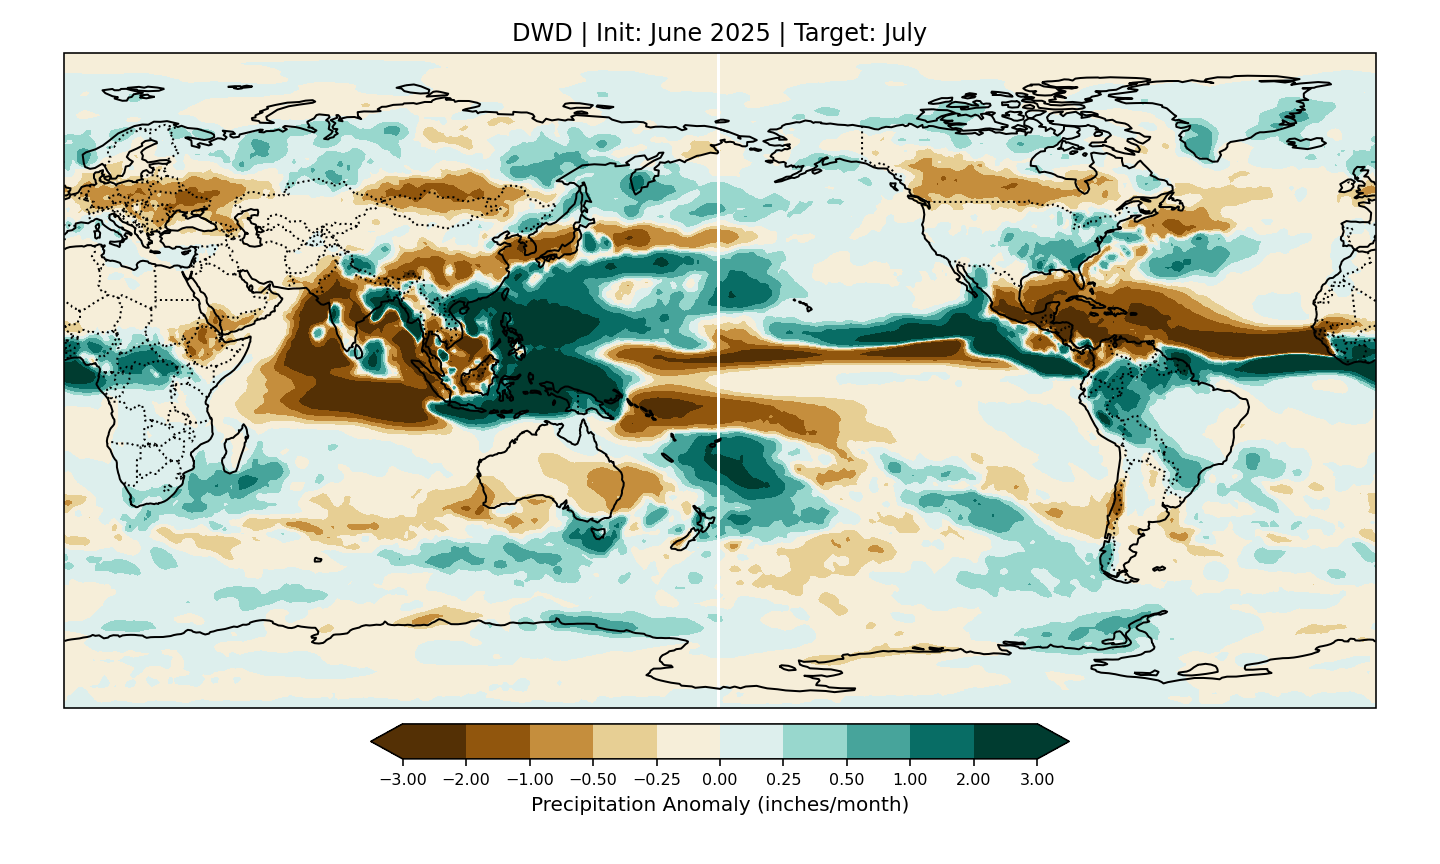 DWD | Init: June 2025 | Target: July
−3.00 −2.00 −1.00 −0.50 −0.25 0.00 0.25 0.50 1.00 2.00 3.00
Precipitation Anomaly (inches/month)